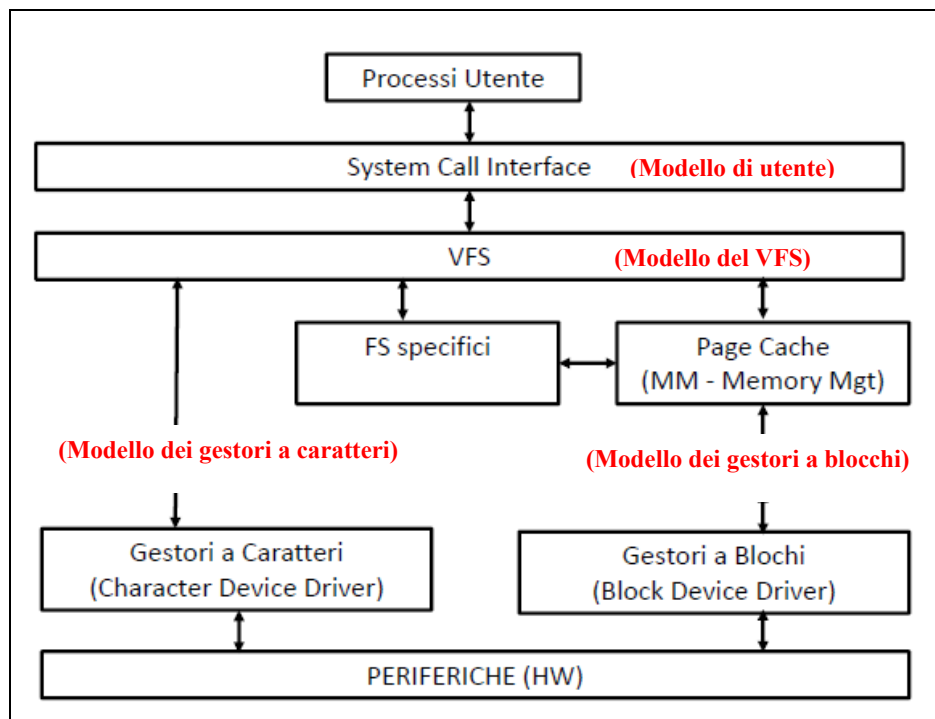 Processi Utente
System Call Interface (Modello di utente)
VFS (Modello del VFS)
FS specifici
Page Cache
(MM - Memory Mgt)
(Modello dei gestori a caratteri)
(Modello dei gestori a blocchi)
Gestori a Caratteri
(Character Device Driver)
Gestori a Blochi
(Block Device Driver)
PERIFERICHE (HW)